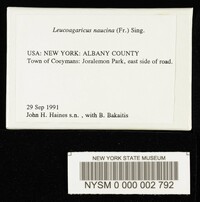 Leucoagaricus naucina (Fr.) Sing.
USA: NEW YORK: ALBANY COUNTY
Town of Coeymans: Joralemon Park, east side of road.
29 Sep 1991
John H. Haines s.n. , with B. Bakaitis
NEW YORK STATE MUSEUM
NYSM 0 000 002 792